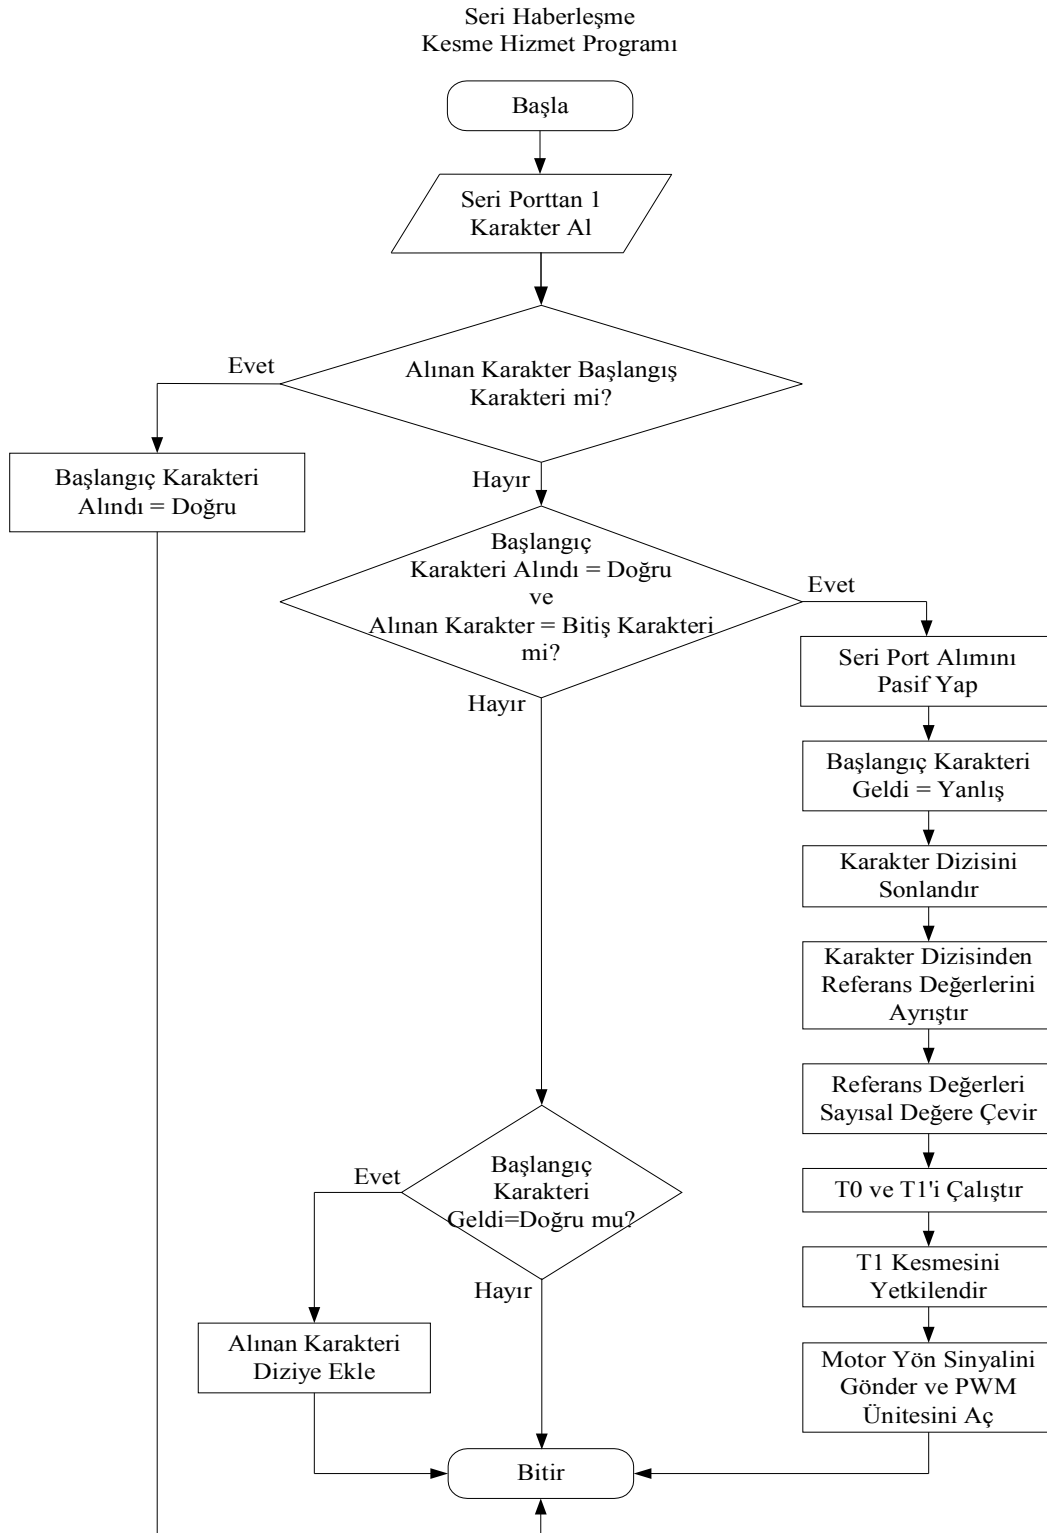 Seri Haberleşme
Kesme Hizmet Programı
Başla
Seri Porttan 1
Karakter Al
Alınan Karakter Başlangış
Karakteri mi?
Evet
Başlangıç Karakteri
Alındı = Doğru
Hayır
Başlangıç
Karakteri Alındı = Doğru
ve
Alınan Karakter = Bitiş Karakteri
mi?
Evet
Seri Port Alımını
Pasif Yap
Başlangıç Karakteri
Geldi = Yanlış
Karakter Dizisini
Sonlandır
Karakter Dizisinden
Referans Değerlerini
Ayrıştır
Referans Değerleri
Sayısal Değere Çevir
T0 ve T1'i Çalıştır
T1 Kesmesini
Yetkilendir
Motor Yön Sinyalini
Gönder ve PWM
Ünitesini Aç
Hayır
Başlangıç
Karakteri
Geldi=Doğru mu?
Evet
Alınan Karakteri
Diziye Ekle
Hayır
Bitir